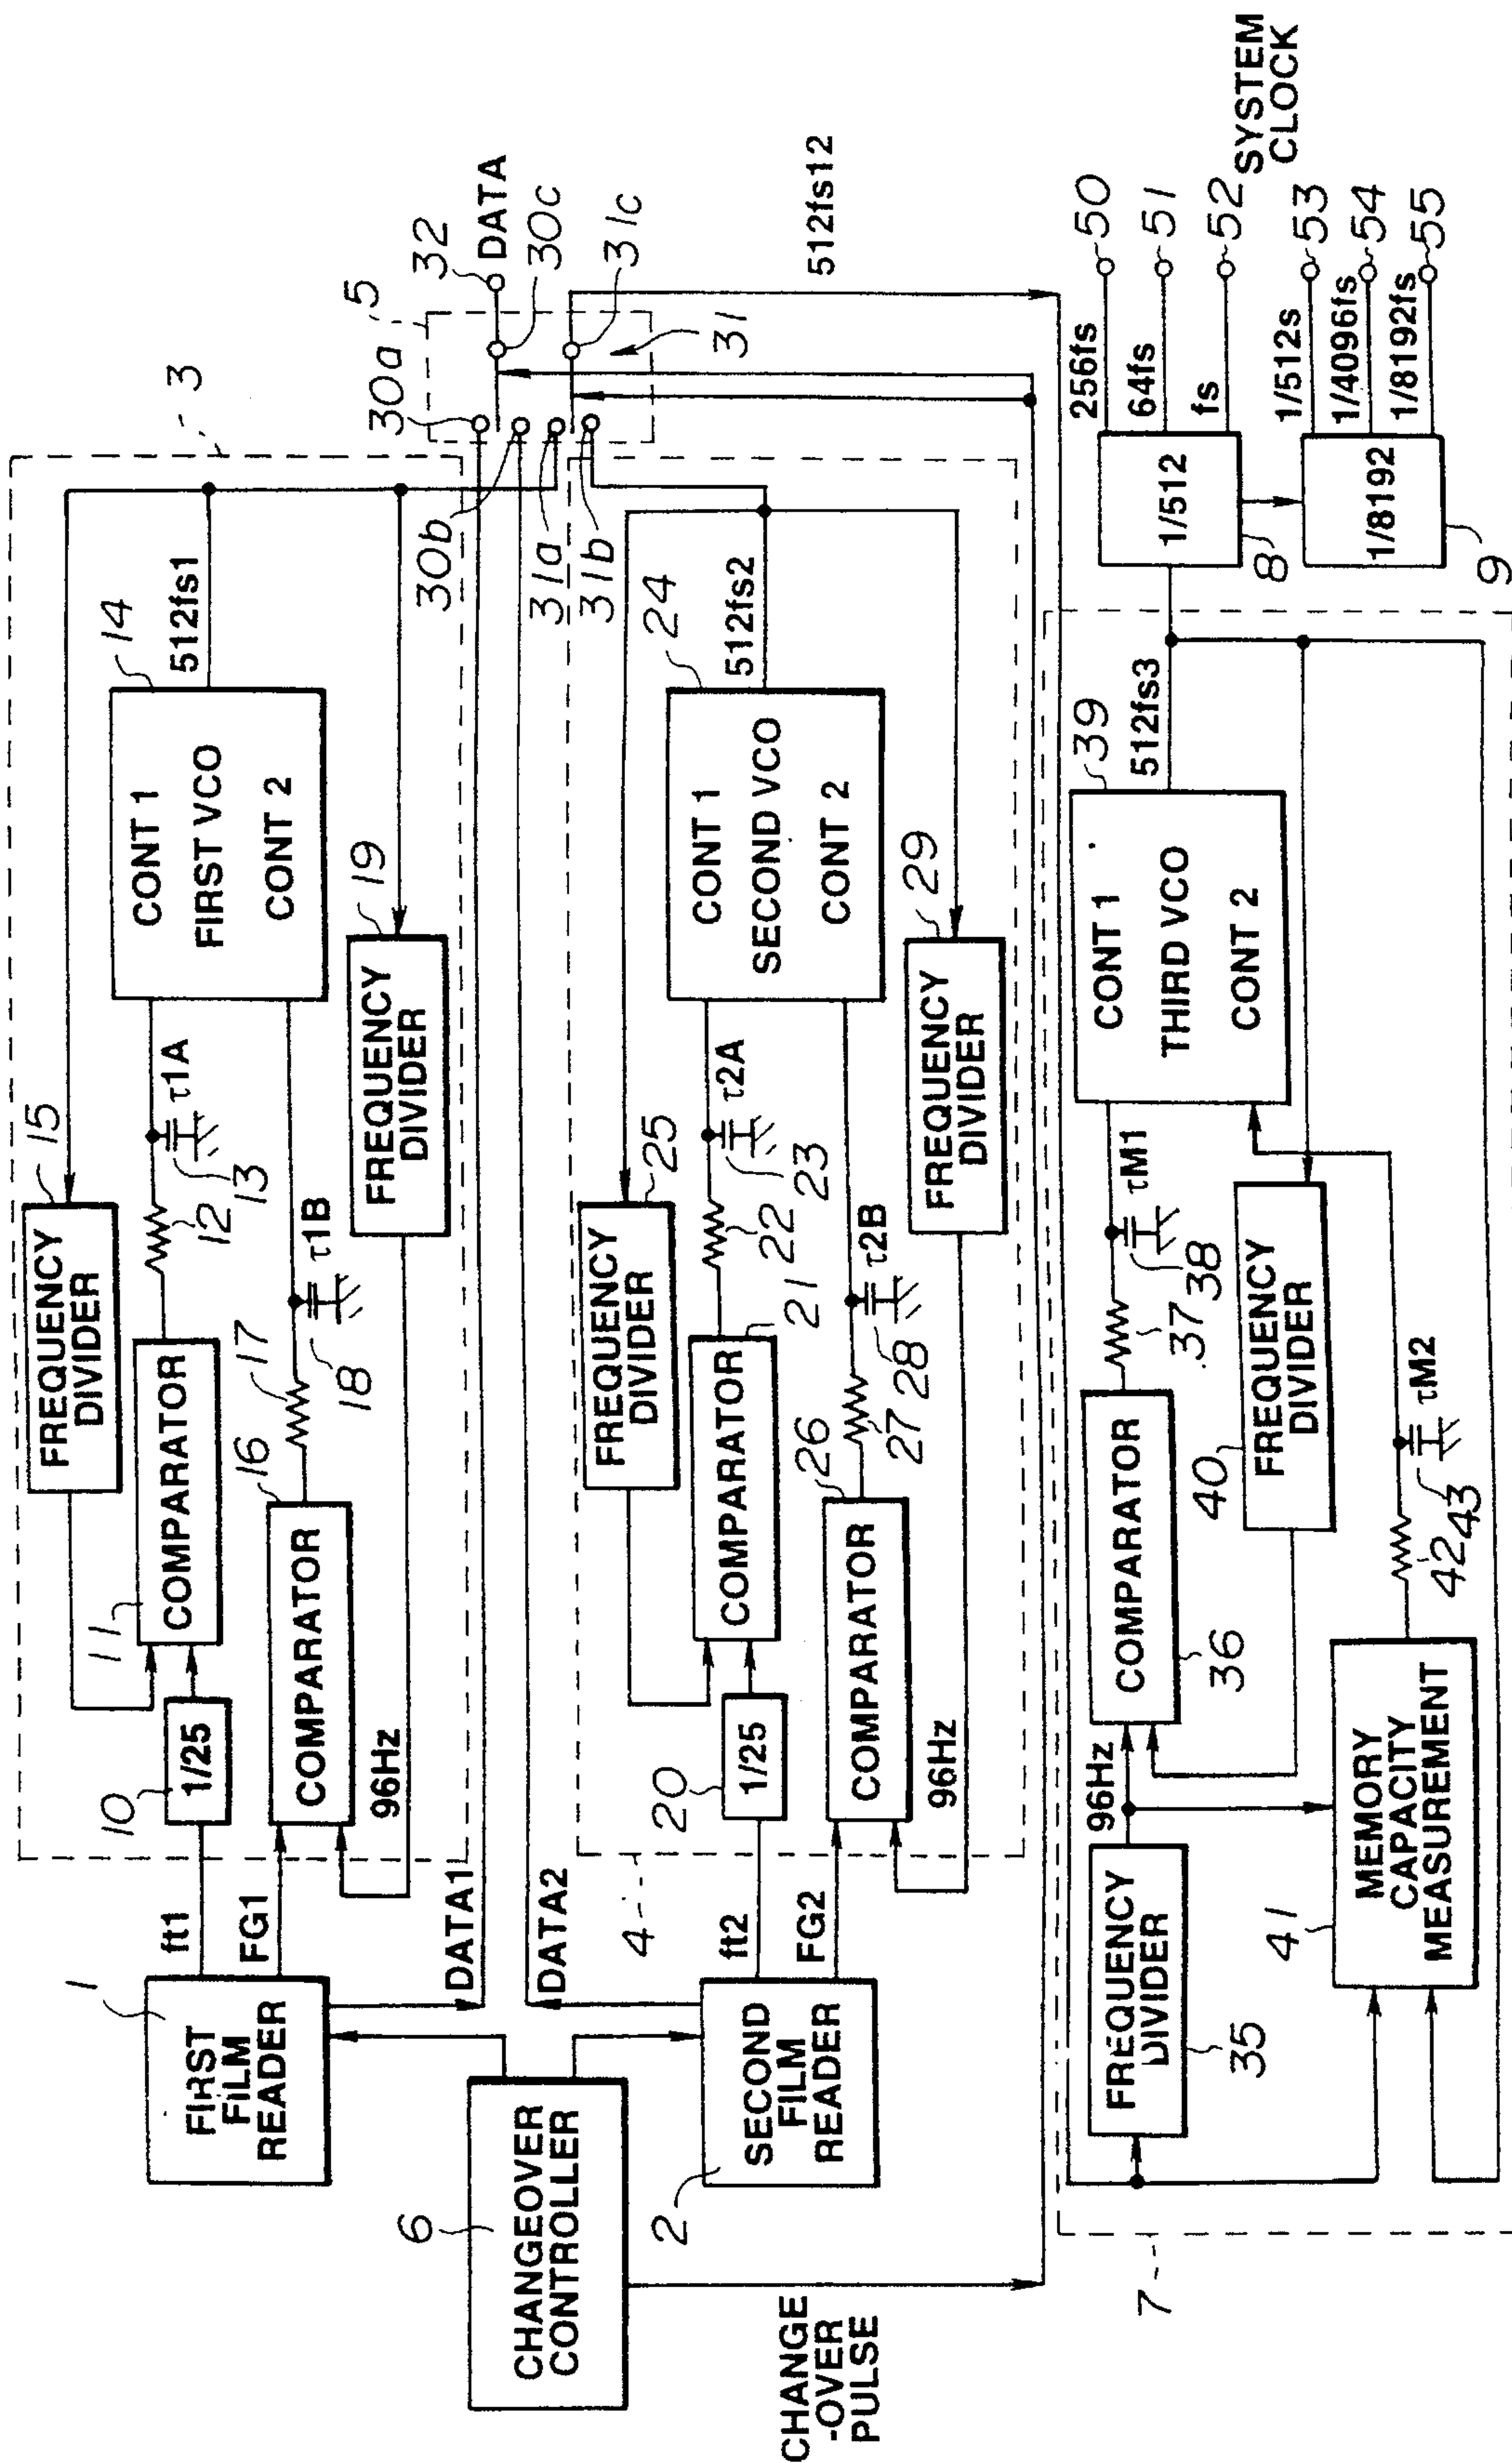 1
FIRST
FILM
READER
ft1
FG1
DATA1
6
CHANGEOVER
CONTROLLER
CHANGE
-OVER
PULSE
2
SECOND
FILM
READER
DATA2
ft2
FG2
3
10
1/25
11
COMPARATOR
15
FREQUENCY
DIVIDER
12
13
τ1A
14
CONT 1
FIRST VCO
CONT 2
512fs1
16
COMPARATOR
96Hz
17
18
τ1B
19
FREQUENCY
DIVIDER
4
20
1/25
21
COMPARATOR
25
FREQUENCY
DIVIDER
22
23
τ2A
24
CONT 1
SECOND VCO
CONT 2
512fs2
26
COMPARATOR
96Hz
27
28
τ2B
29
FREQUENCY
DIVIDER
5
30a
30b
31a
31b
32
DATA
30c
31c
31
512fs12
7
FREQUENCY
DIVIDER
35
96Hz
COMPARATOR
36
37
38
τM1
39
CONT 1
THIRD VCO
CONT 2
512fs3
40
FREQUENCY
DIVIDER
41
MEMORY
CAPACITY
MEASUREMENT
42
43
τM2
1/512
8
1/8192
9
256fs
50
64fs
51
fs
52
1/512s
53
1/4096fs
54
1/8192fs
55
SYSTEM
CLOCK